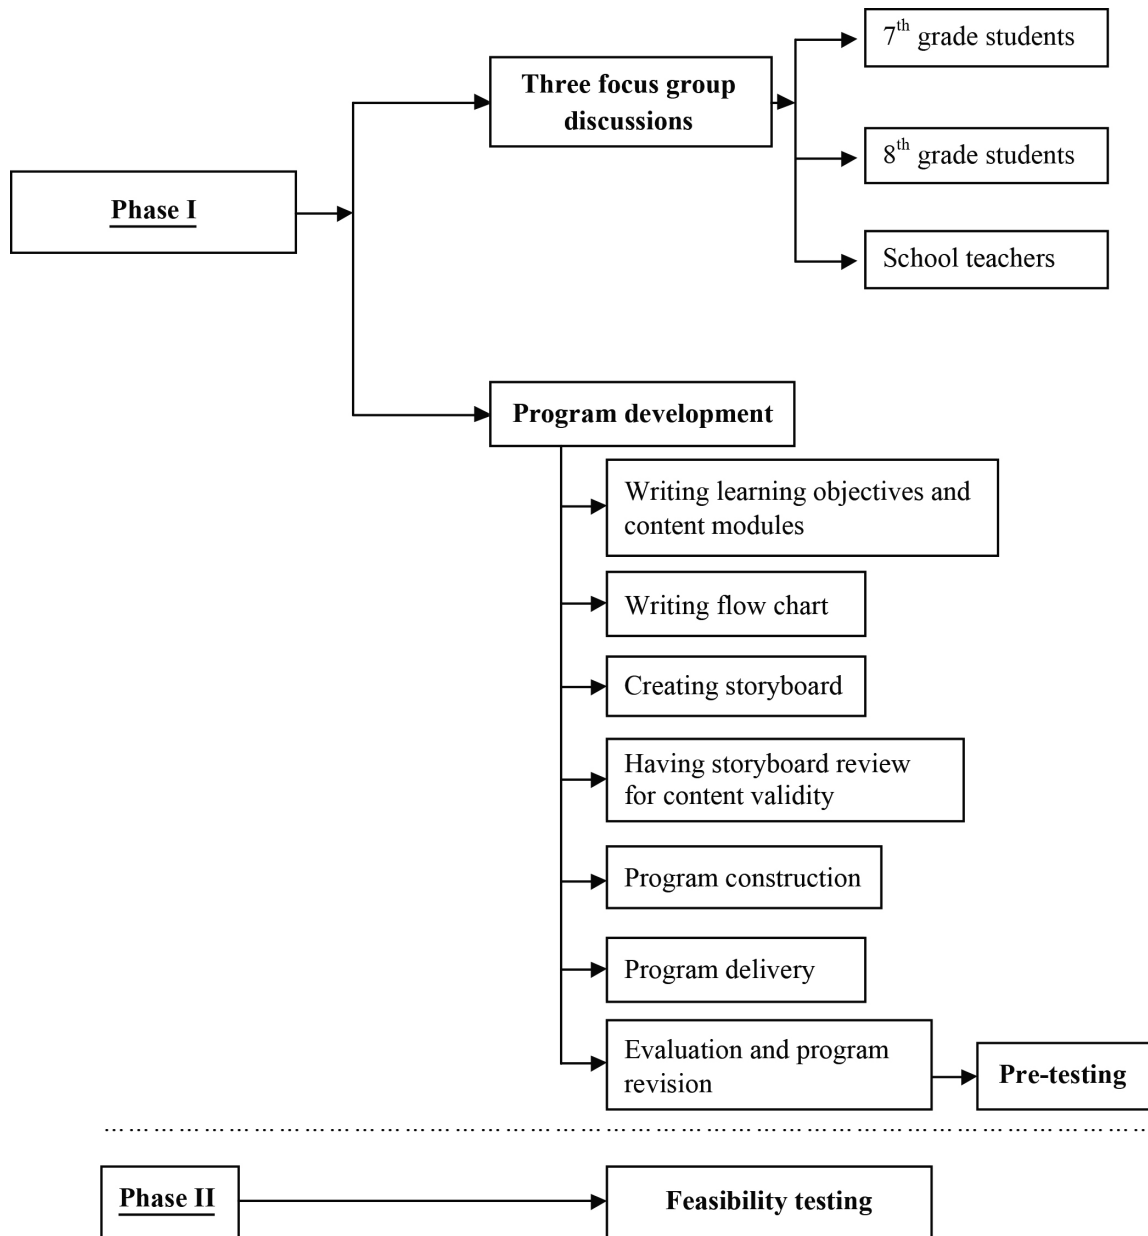 7th grade students
Three focus group
discussions
8th grade students
Phase I
School teachers
Program development
Writing learning objectives and
content modules
Writing flow chart
Creating storyboard
Having storyboard review
for content validity
Program construction
Program delivery
Evaluation and program
revision
Pre-testing
Phase II
Feasibility testing